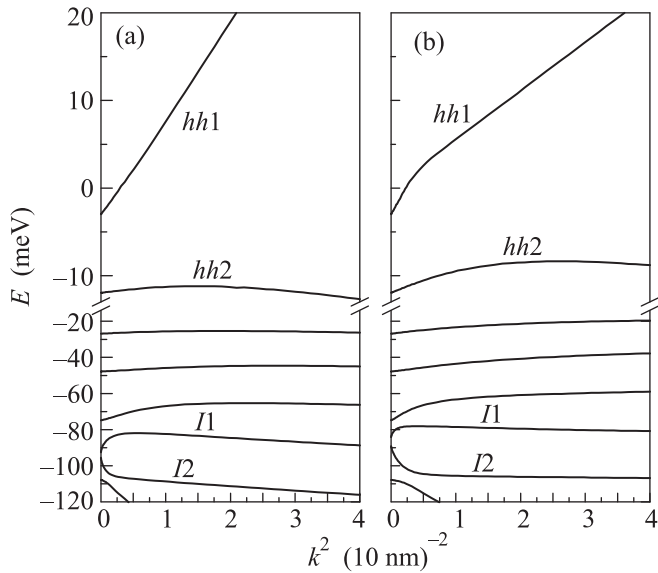 (a)
(b)
20
10
0
−10
−20
−40
−60
−80
−100
−120
E (meV)
hh1
hh2
I1
I2
hh1
hh2
I1
I2
0 1 2 3 4
0 1 2 3 4
k² (10 nm)⁻²